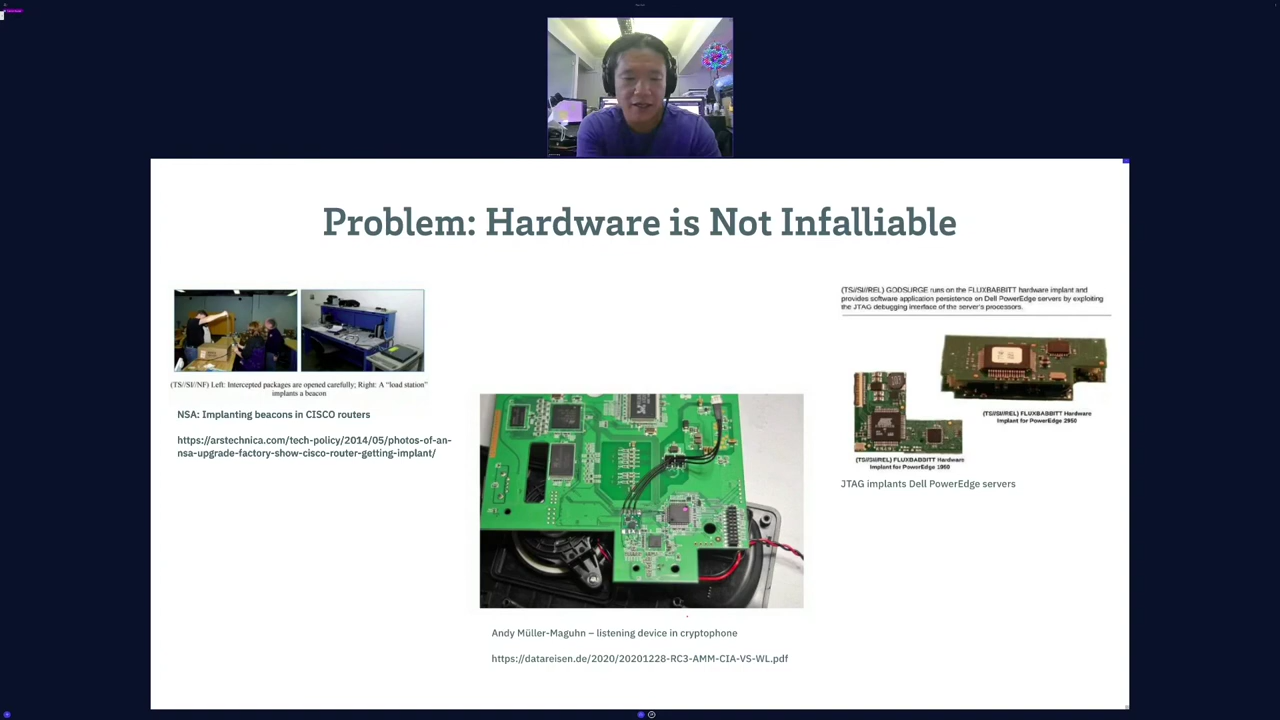 Problem: Hardware is Not Infalliable
(TS//SI//NF) Left: Intercepted packages are opened carefully; Right: A “load station”
implants a beacon
NSA: Implanting beacons in CISCO routers
https://arstechnica.com/tech-policy/2014/05/photos-of-an-
nsa-upgrade-factory-show-cisco-router-getting-implant/
Andy Müller-Maguhn – listening device in cryptophone
https://datareisen.de/2020/20201228-RC3-AMM-CIA-VS-WL.pdf
(TS//SI//REL) GODSURGE runs on the FLUXBABBITT hardware implant and
provides software application persistence on Dell PowerEdge servers by exploiting
the JTAG debugging interface of the server's processors.
(TS//SI//REL) FLUXBABBITT Hardware
Implant for PowerEdge 2950
(TS//SI//REL) FLUXBABBITT Hardware
Implant for PowerEdge 1950
JTAG implants Dell PowerEdge servers